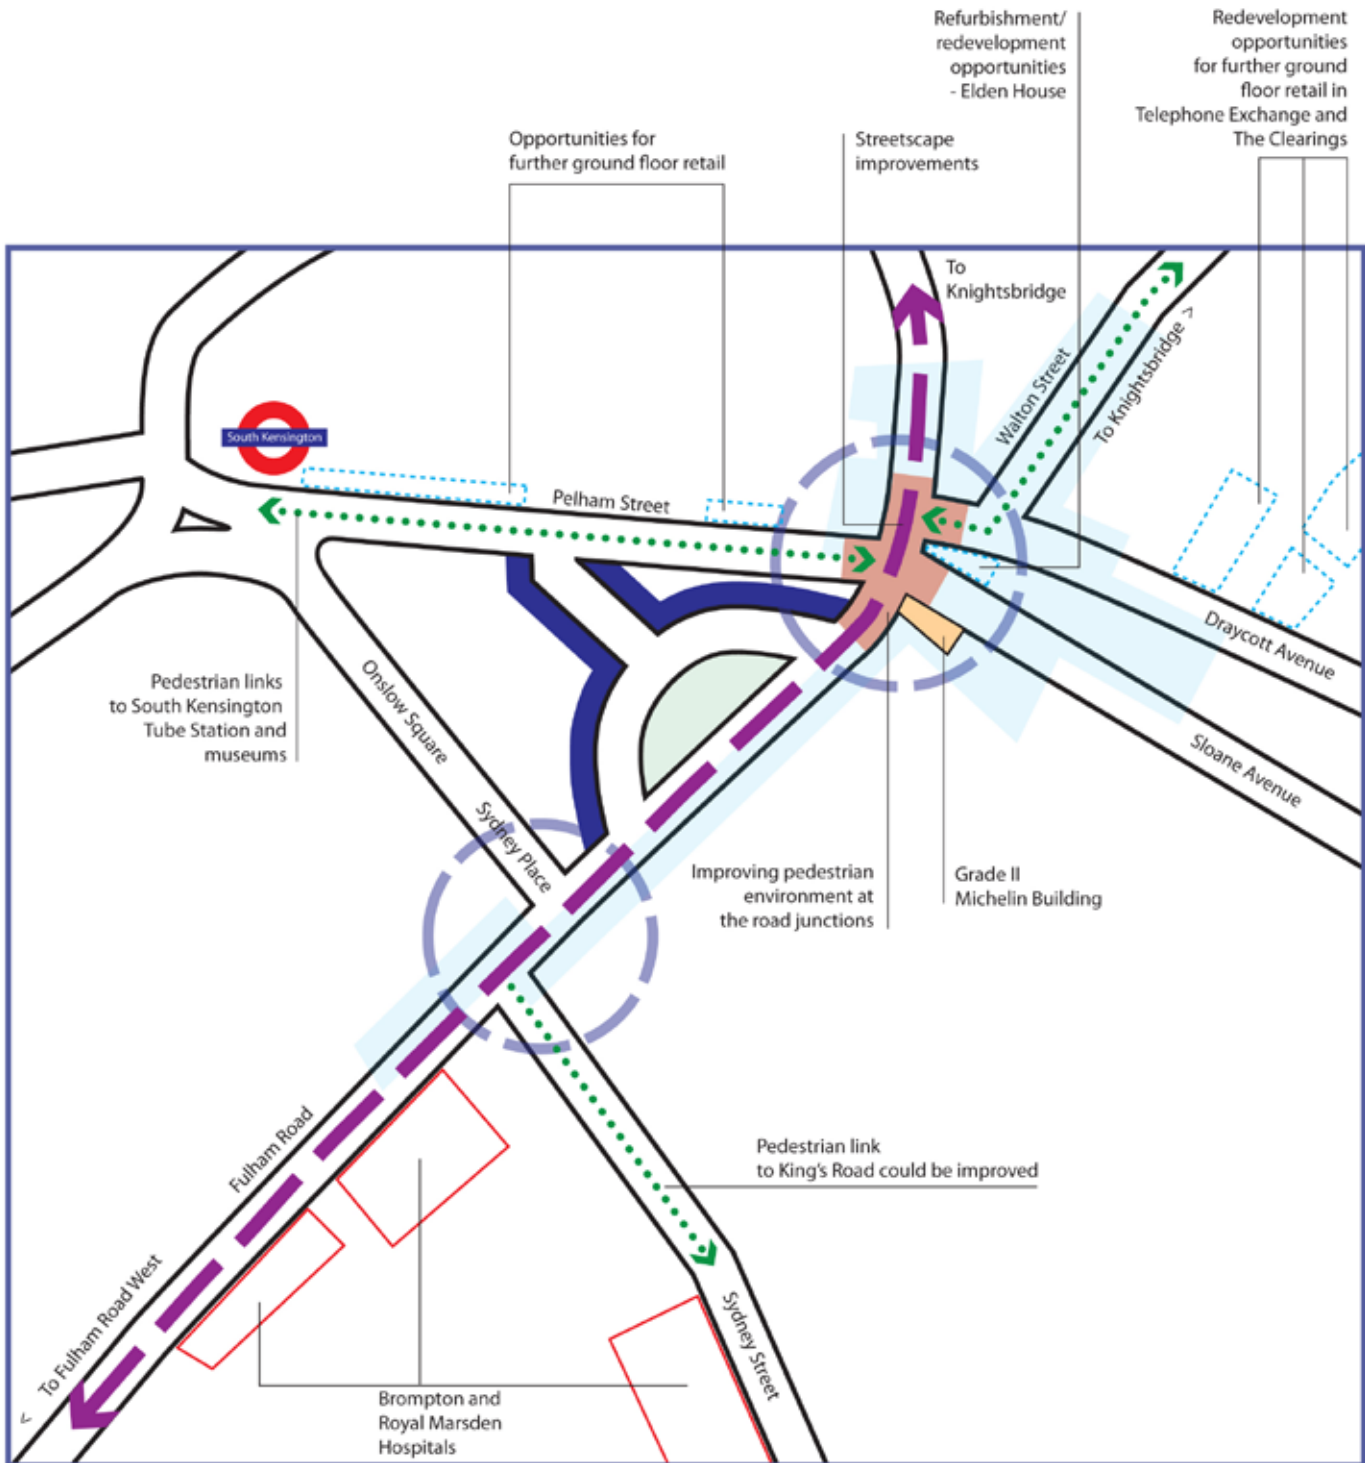 Refurbishment/
redevelopment
opportunities
- Elden House
Redevelopment
opportunities
for further ground
floor retail in
Telephone Exchange and
The Clearings
Opportunities for
further ground floor retail
Streetscape
improvements
To
Knightsbridge
Walton Street
To Knightsbridge >
South Kensington
Pelham Street
Draycott Avenue
Sloane Avenue
Pedestrian links
to South Kensington
Tube Station and
museums
Onslow Square
Sydney Place
Improving pedestrian
environment at
the road junctions
Grade II
Michelin Building
Fulham Road
Pedestrian link
to King's Road could be improved
< To Fulham Road West
Sydney Street
Brompton and
Royal Marsden
Hospitals